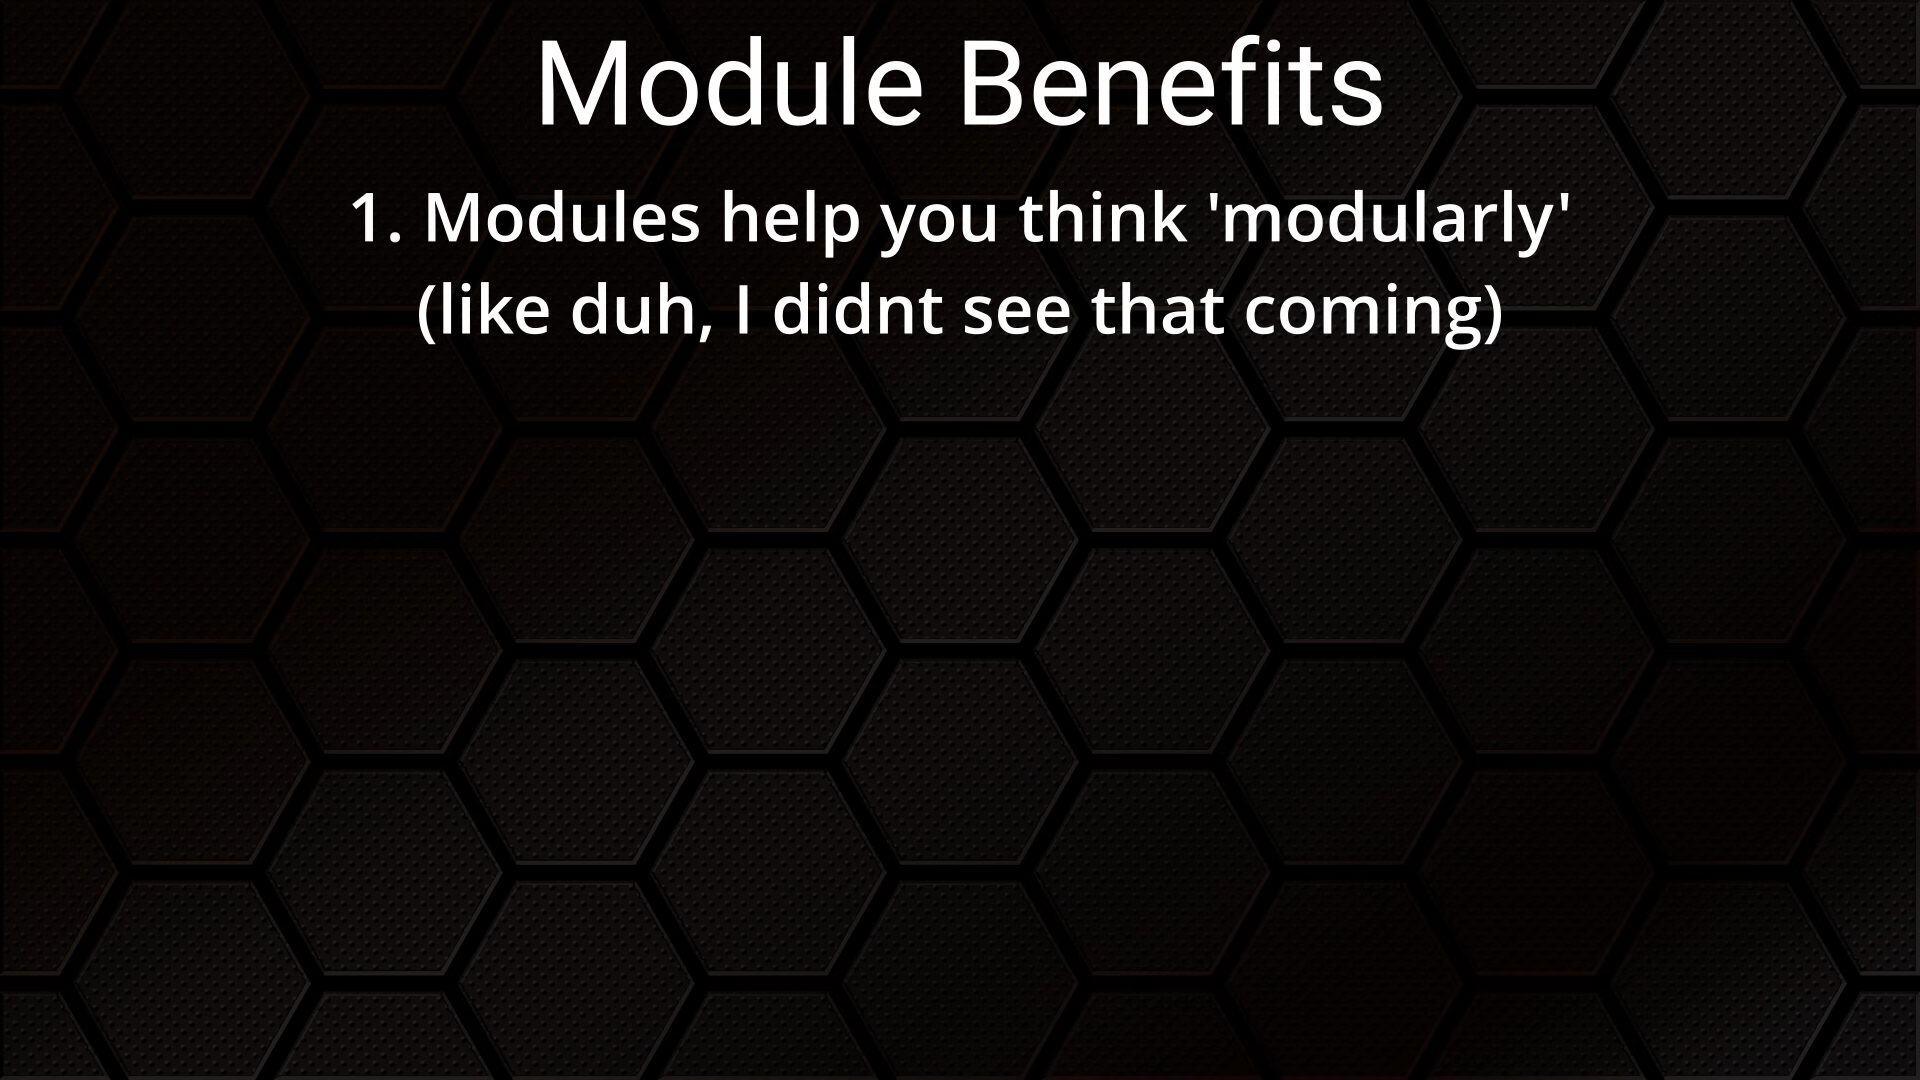 Module Benefits
1. Modules help you think 'modularly'
(like duh, I didnt see that coming)